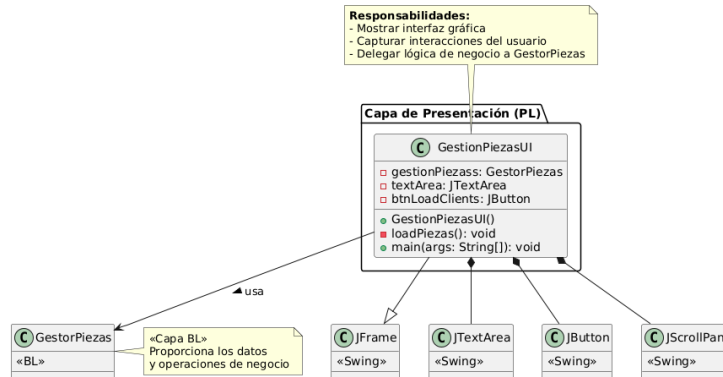 Responsabilidades:
- Mostrar interfaz gráfica
- Capturar interacciones del usuario
- Delegar lógica de negocio a GestorPiezas
Capa de Presentación (PL)
C GestionPiezasUI
gestionPiezass: GestorPiezas
textArea: JTextArea
btnLoadClients: JButton
GestionPiezasUI()
loadPiezas(): void
main(args: String[]): void
usa
C GestorPiezas
«BL»
«Capa BL»
Proporciona los datos
y operaciones de negocio
C JFrame
«Swing»
C JTextArea
«Swing»
C JButton
«Swing»
C JScrollPan
«Swing»